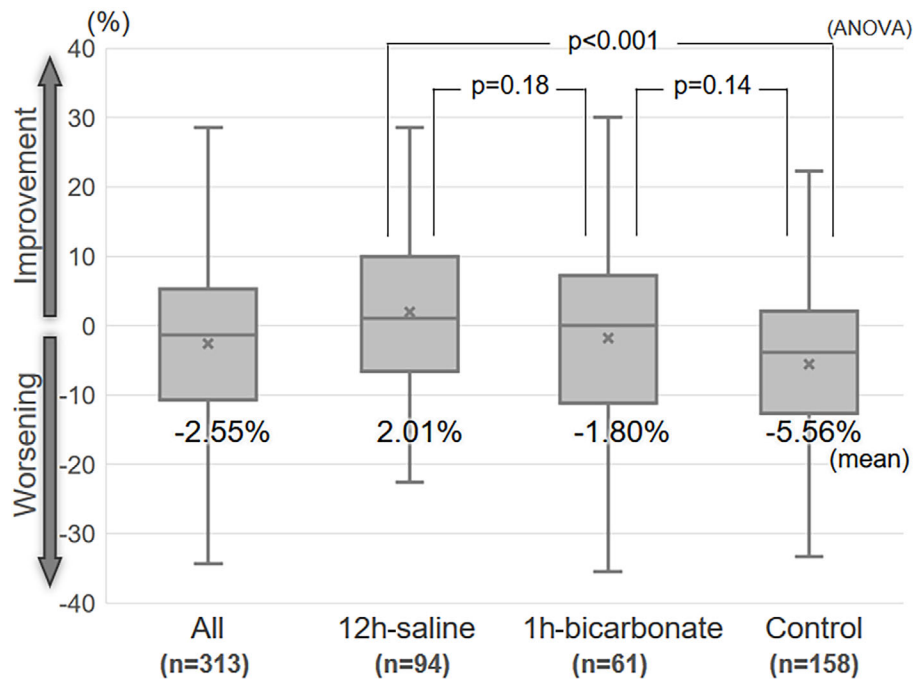 (%)
(ANOVA)
p<0.001
p=0.18
p=0.14
40
30
20
10
0
-10
-20
-30
-40
Improvement
Worsening
-2.55%
2.01%
-1.80%
-5.56%
(mean)
All
12h-saline
1h-bicarbonate
Control
(n=313)
(n=94)
(n=61)
(n=158)